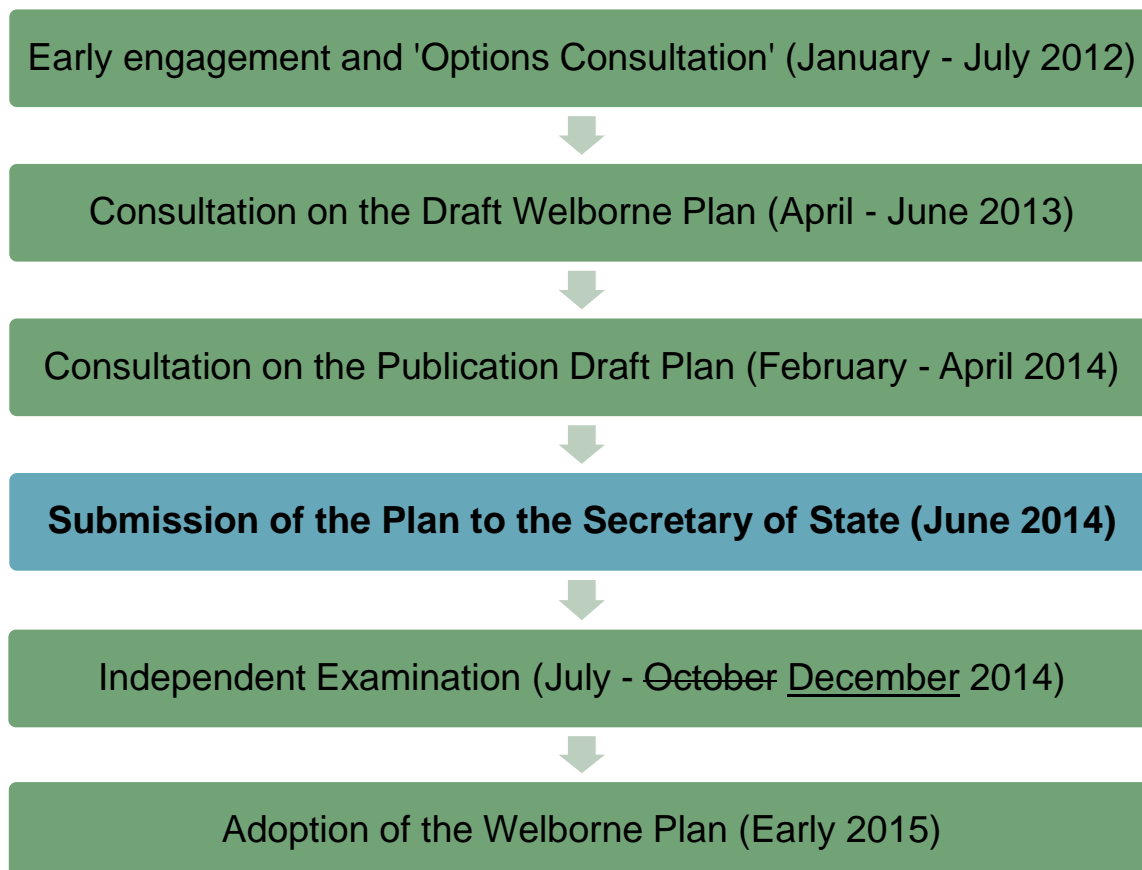 Early engagement and 'Options Consultation' (January - July 2012)
Consultation on the Draft Welborne Plan (April - June 2013)
Consultation on the Publication Draft Plan (February - April 2014)
Submission of the Plan to the Secretary of State (June 2014)
Independent Examination (July - October December 2014)
Adoption of the Welborne Plan (Early 2015)